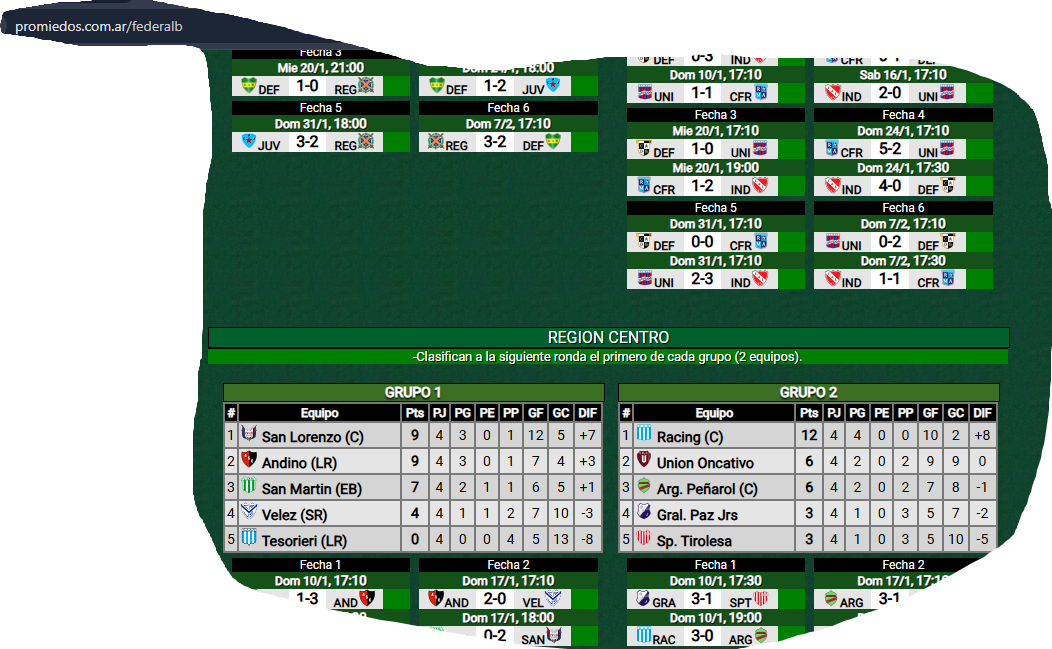 promiedos.com.ar/federalb
Fecha 3
Mie 20/1, 21:00
DEF 1-0 REG
Dom 24/1, 18:00
DEF 1-2 JUV
Fecha 5
Dom 31/1, 18:00
JUV 3-2 REG
Fecha 6
Dom 7/2, 17:10
REG 3-2 DEF
DEF 0-3 IND
Dom 10/1, 17:10
UNI 1-1 CFR
CFR DEF
Sab 16/1, 17:10
IND 2-0 UNI
Fecha 3
Mie 20/1, 17:10
DEF 1-0 UNI
Mie 20/1, 19:00
CFR 1-2 IND
Fecha 4
Dom 24/1, 17:10
CFR 5-2 UNI
Dom 24/1, 17:30
IND 4-0 DEF
Fecha 5
Dom 31/1, 17:10
DEF 0-0 CFR
Dom 31/1, 17:10
UNI 2-3 IND
Fecha 6
Dom 7/2, 17:10
UNI 0-2 DEF
Dom 7/2, 17:30
IND 1-1 CFR
REGION CENTRO
-Clasifican a la siguiente ronda el primero de cada grupo (2 equipos).
GRUPO 1
# Equipo Pts PJ PG PE PP GF GC DIF
1 San Lorenzo (C) 9 4 3 0 1 12 5 +7
2 Andino (LR) 9 4 3 0 1 7 4 +3
3 San Martin (EB) 7 4 2 1 1 6 5 +1
4 Velez (SR) 4 4 1 1 2 7 10 -3
5 Tesorieri (LR) 0 4 0 0 4 5 13 -8
GRUPO 2
# Equipo Pts PJ PG PE PP GF GC DIF
1 Racing (C) 12 4 4 0 0 10 2 +8
2 Union Oncativo 6 4 2 0 2 9 9 0
3 Arg. Peñarol (C) 6 4 2 0 2 7 8 -1
4 Gral. Paz Jrs 3 4 1 0 3 5 7 -2
5 Sp. Tirolesa 3 4 1 0 3 5 10 -5
Fecha 1
Dom 10/1, 17:10
1-3 AND
Fecha 2
Dom 17/1, 17:10
AND 2-0 VEL
Dom 17/1, 18:00
0-2 SAN
Fecha 1
Dom 10/1, 17:30
GRA 3-1 SPT
Dom 10/1, 19:00
RAC 3-0 ARG
Fecha 2
Dom 17/1, 17:10
ARG 3-1